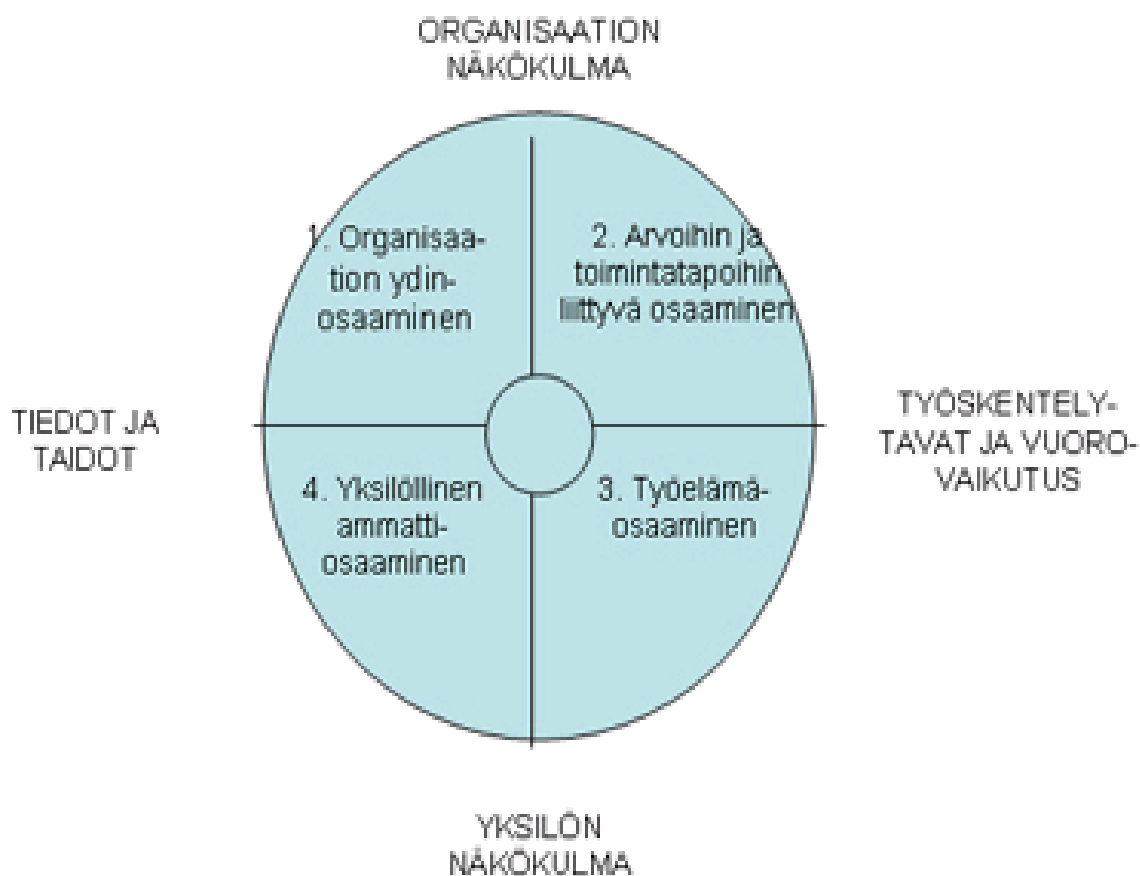 ORGANISAATION
NÄKÖKULMA
1. Organisaa-
tion ydin-
osaaminen
2. Arvoihin ja
toimintatapoihin
liittyvä osaaminen
TIEDOT JA
TAIDOT
TYÖSKENTELY-
TAVAT JA VUORO-
VAIKUTUS
4. Yksilöllinen
ammatti-
osaaminen
3. Työelämä-
osaaminen
YKSILÖN
NÄKÖKULMA